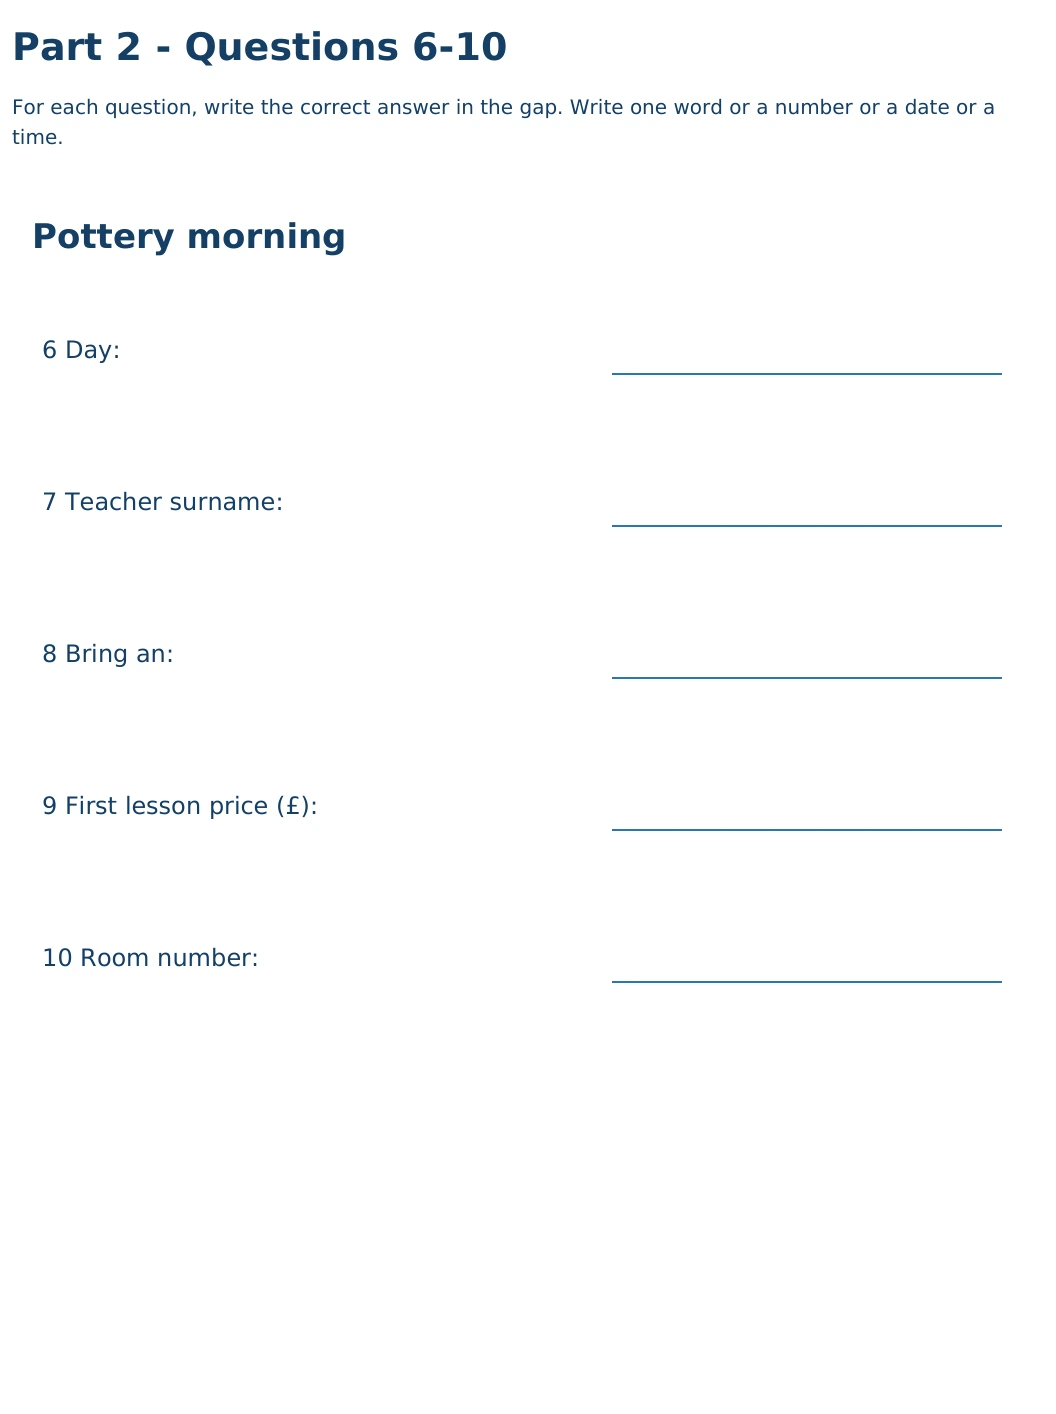 Part 2 - Questions 6-10
For each question, write the correct answer in the gap. Write one word or a number or a date or a
time.
Pottery morning
6 Day:
7 Teacher surname:
8 Bring an:
9 First lesson price (£):
10 Room number: